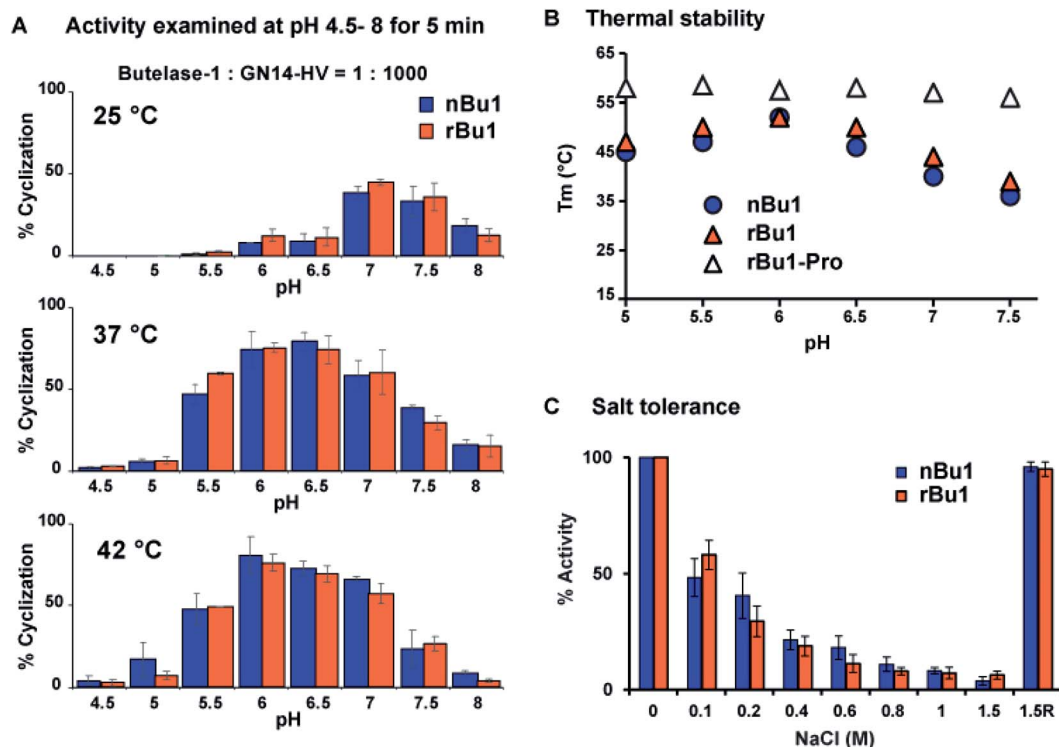 A Activity examined at pH 4.5- 8 for 5 min
Butelase-1 : GN14-HV = 1 : 1000
100
50
0
% Cyclization
25 °C
nBu1
rBu1
4.5 5 5.5 6 6.5 7 7.5 8
pH
100
50
0
% Cyclization
37 °C
4.5 5 5.5 6 6.5 7 7.5 8
pH
100
50
0
% Cyclization
42 °C
4.5 5 5.5 6 6.5 7 7.5 8
pH
B Thermal stability
65
55
45
35
25
15
Tm (°C)
nBu1
rBu1
rBu1-Pro
5 5.5 6 6.5 7 7.5
pH
C Salt tolerance
100
50
0
% Activity
nBu1
rBu1
0 0.1 0.2 0.4 0.6 0.8 1 1.5 1.5R
NaCl (M)